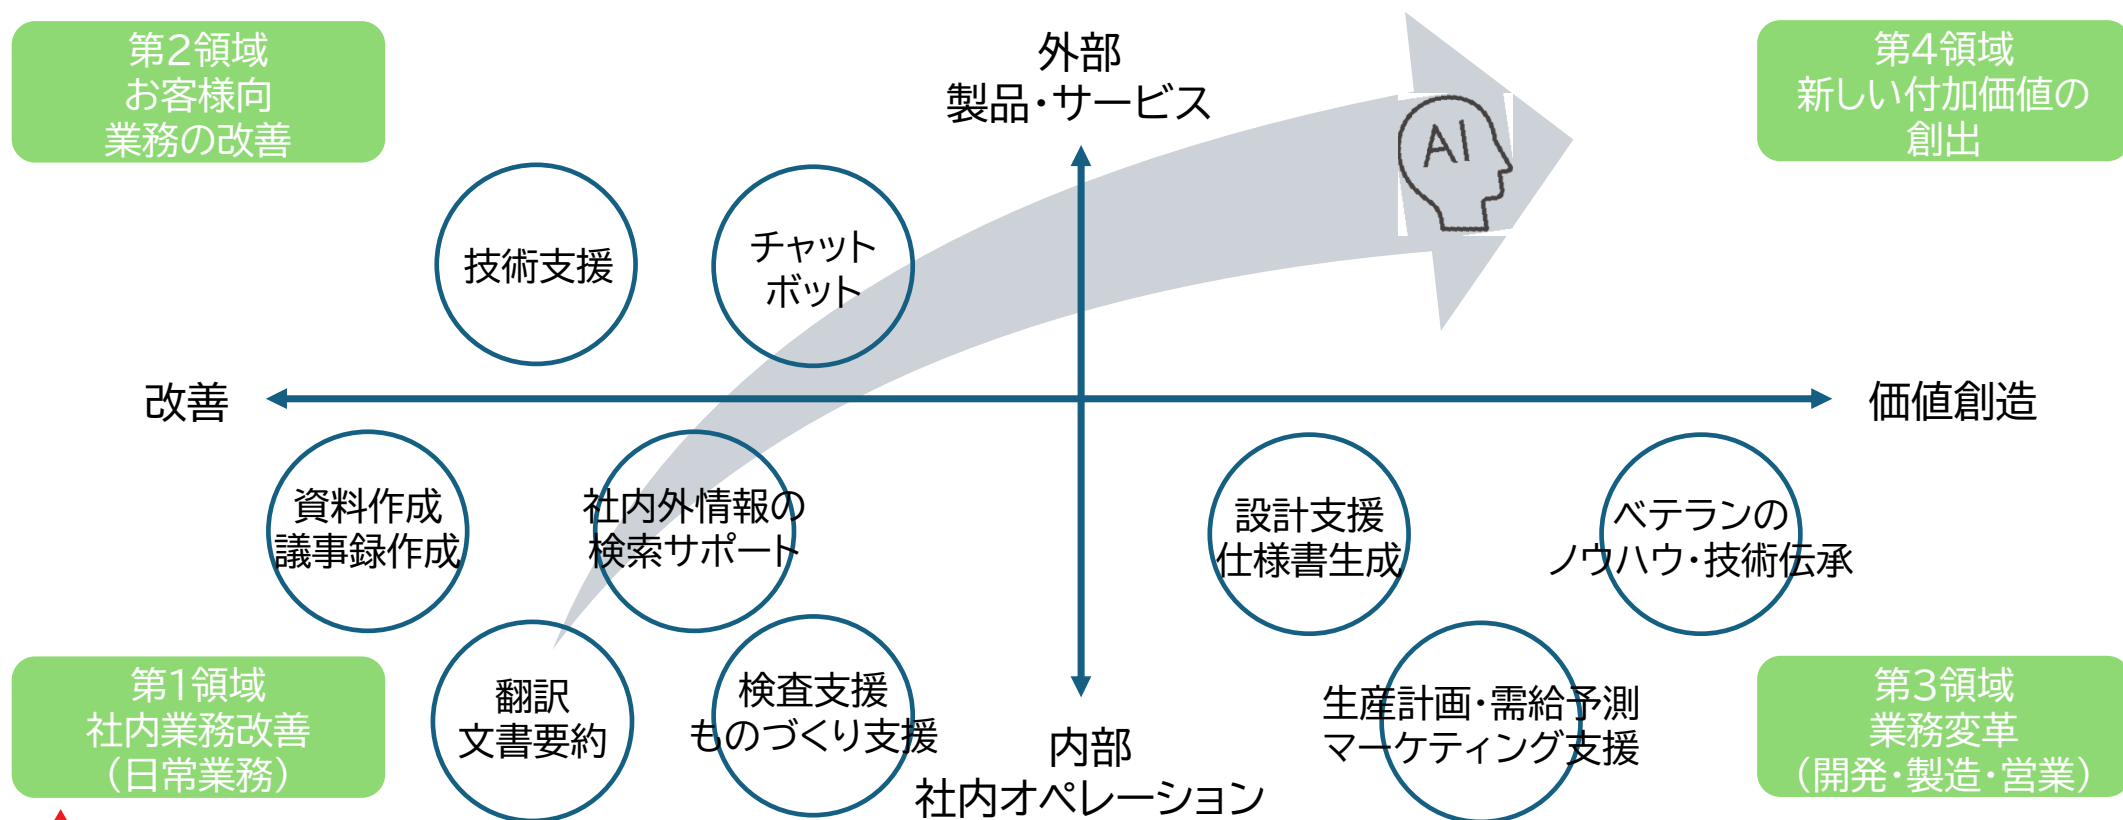 第2領域
お客様向
業務の改善
外部
製品・サービス
第4領域
新しい付加価値の
創出
AI
技術支援
チャット
ボット
改善
価値創造
資料作成
議事録作成
社内外情報の
検索サポート
設計支援
仕様書生成
ベテランの
ノウハウ・技術伝承
翻訳
文書要約
検査支援
ものづくり支援
生産計画・需給予測
マーケティング支援
第1領域
社内業務改善
（日常業務）
内部
社内オペレーション
第3領域
業務変革
（開発・製造・営業）